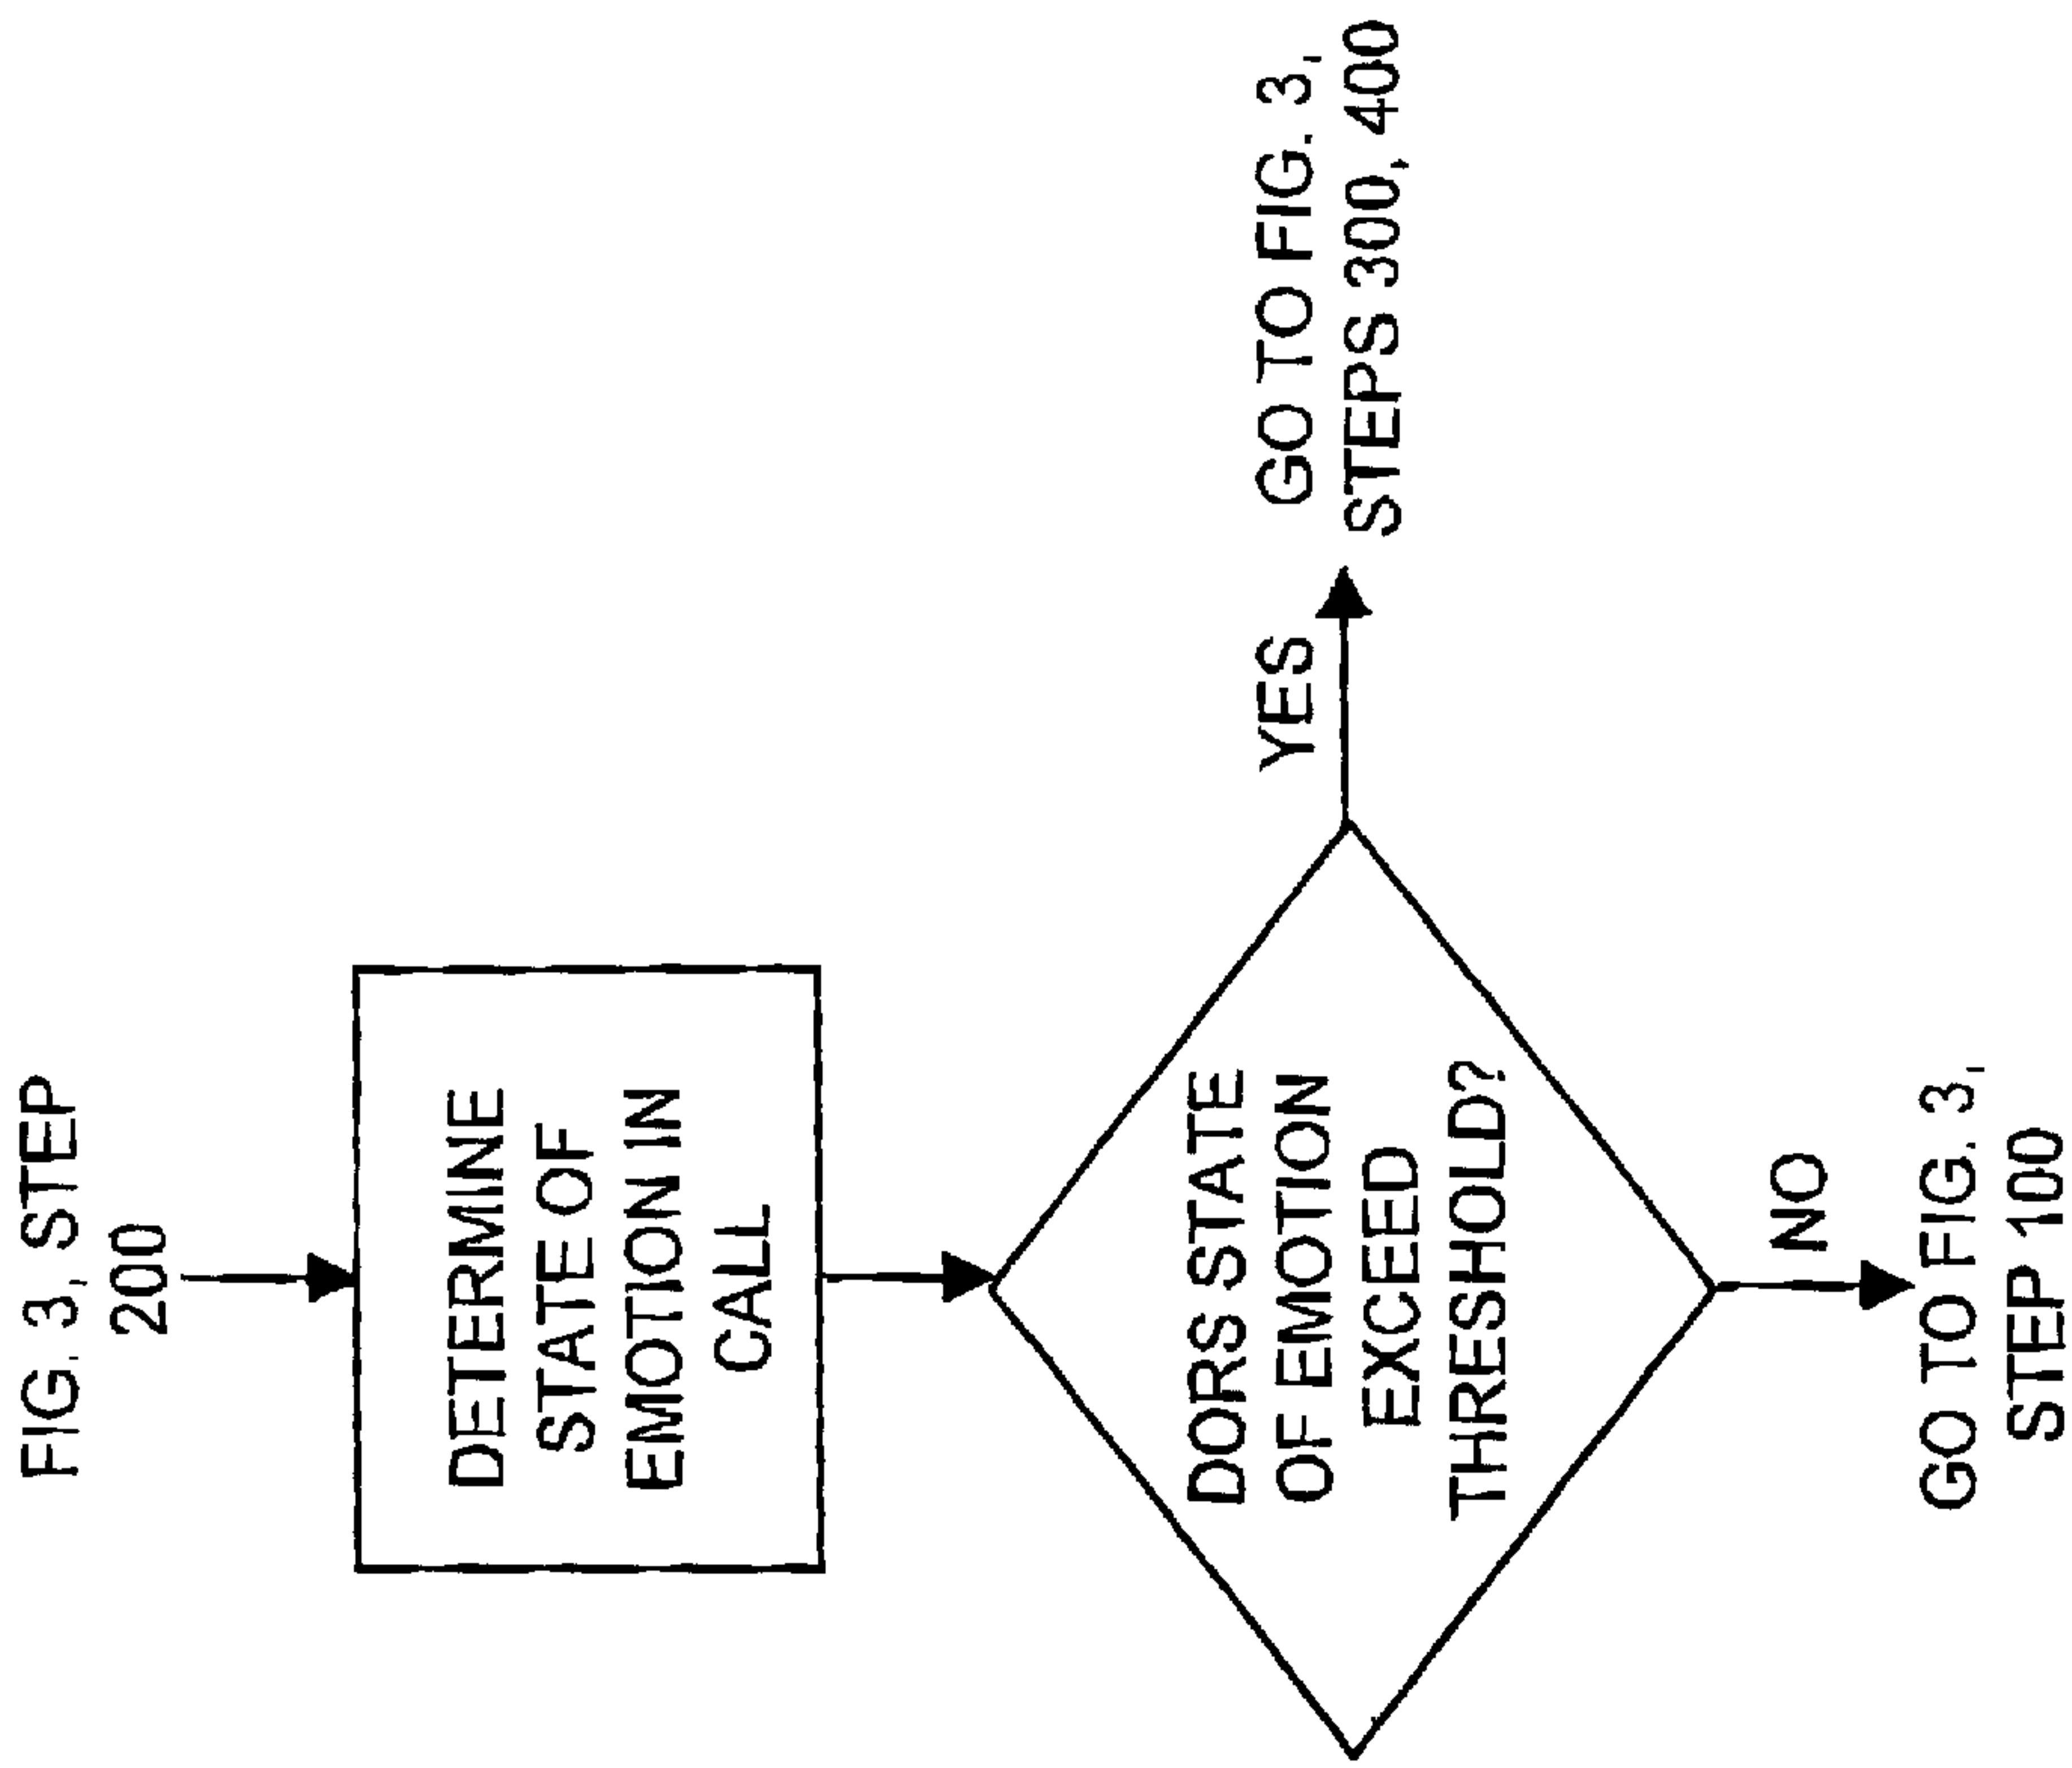 FIG. 3, STEP
200
DETERMINE
STATE OF
EMOTION IN
CALL
DORS STATE
OF EMOTION
EXCEED
THRESHOLD?
YES
GO TO FIG. 3,
STEPS 300, 400
NO
GO TO FIG. 3,
STEP 100